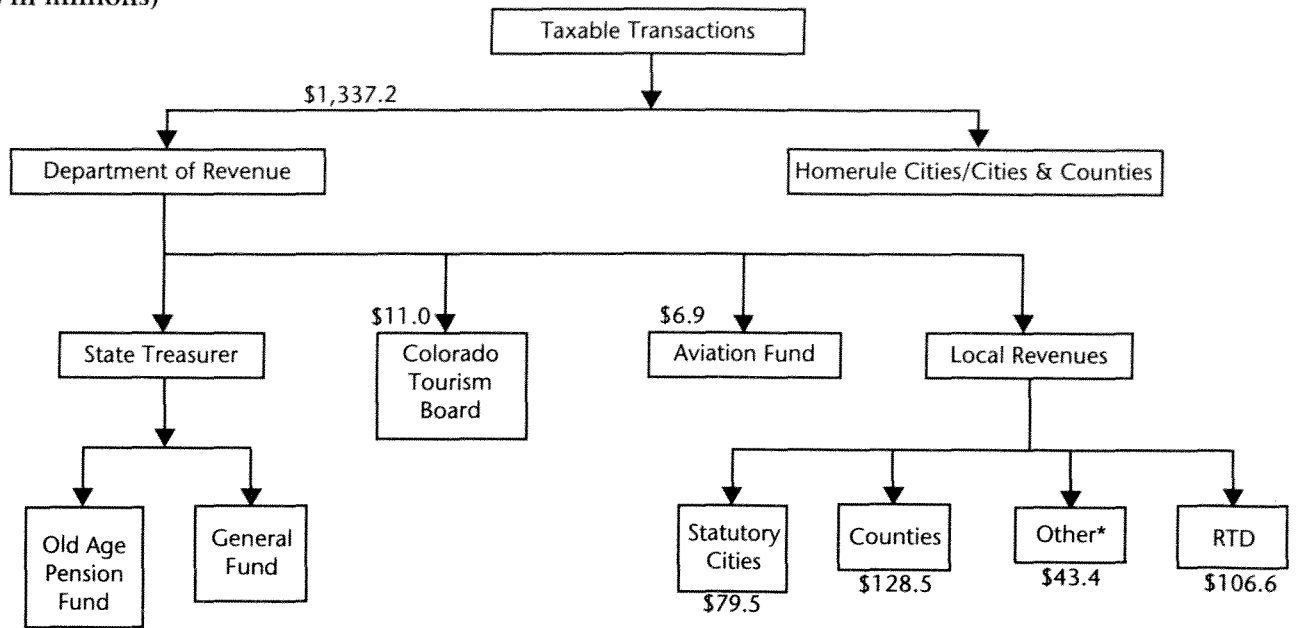 in millions)
Taxable Transactions
$1,337.2
Department of Revenue
Homerule Cities/Cities & Counties
$11.0
$6.9
State Treasurer
Colorado
Tourism
Board
Aviation Fund
Local Revenues
Old Age
Pension
Fund
General
Fund
Statutory
Cities
$79.5
Counties
$128.5
Other*
$43.4
RTD
$106.6